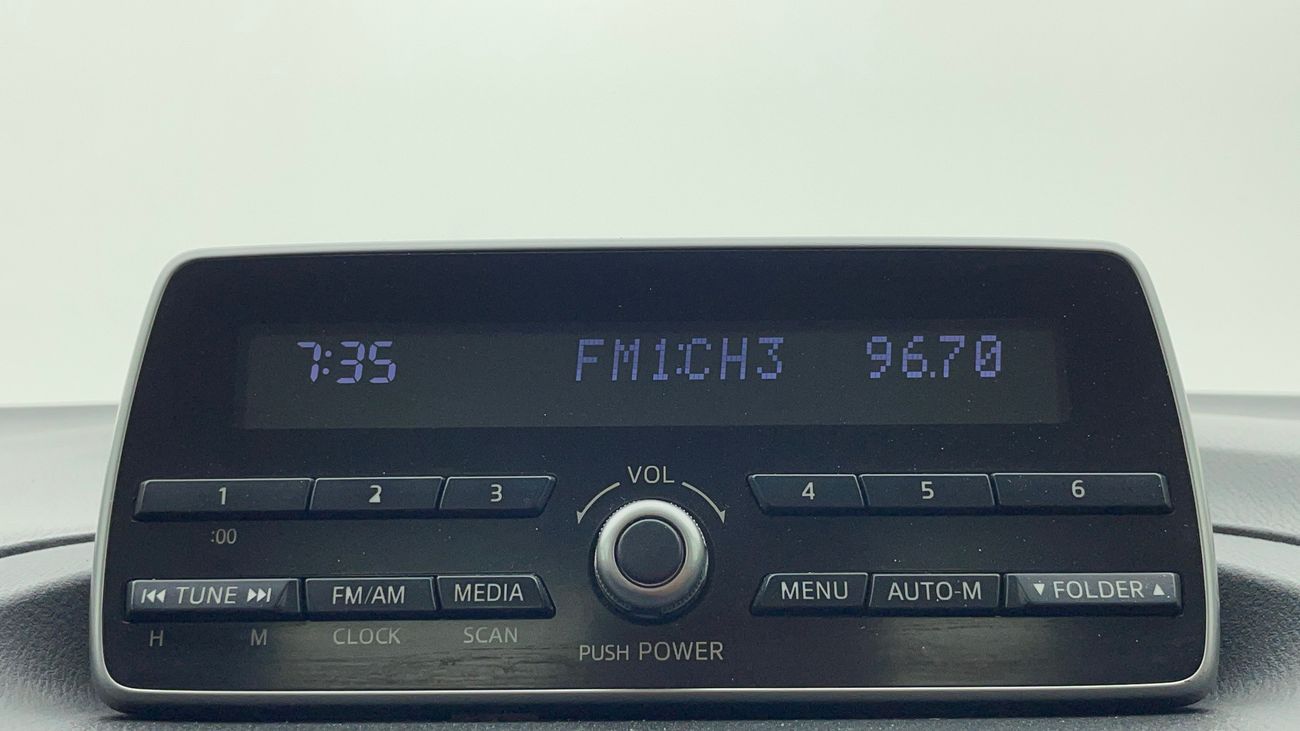 7:35 FM1:CH3 96.70
VOL
1 2 3 4 5 6
:00
TUNE FM/AM MEDIA MENU AUTO-M FOLDER
H M CLOCK SCAN
PUSH POWER